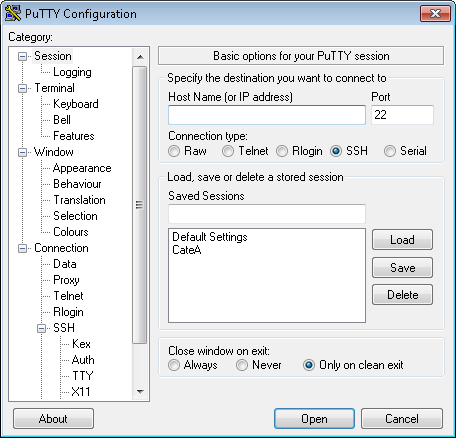 PuTTY Configuration
Category:
Session
Logging
Terminal
Keyboard
Bell
Features
Window
Appearance
Behaviour
Translation
Selection
Colours
Connection
Data
Proxy
Telnet
Rlogin
SSH
Kex
Auth
TTY
X11
Basic options for your PuTTY session
Specify the destination you want to connect to
Host Name (or IP address) Port
22
Connection type:
Raw Telnet Rlogin SSH Serial
Load, save or delete a stored session
Saved Sessions
Default Settings
CateA
Load
Save
Delete
Close window on exit:
Always Never Only on clean exit
About Open Cancel